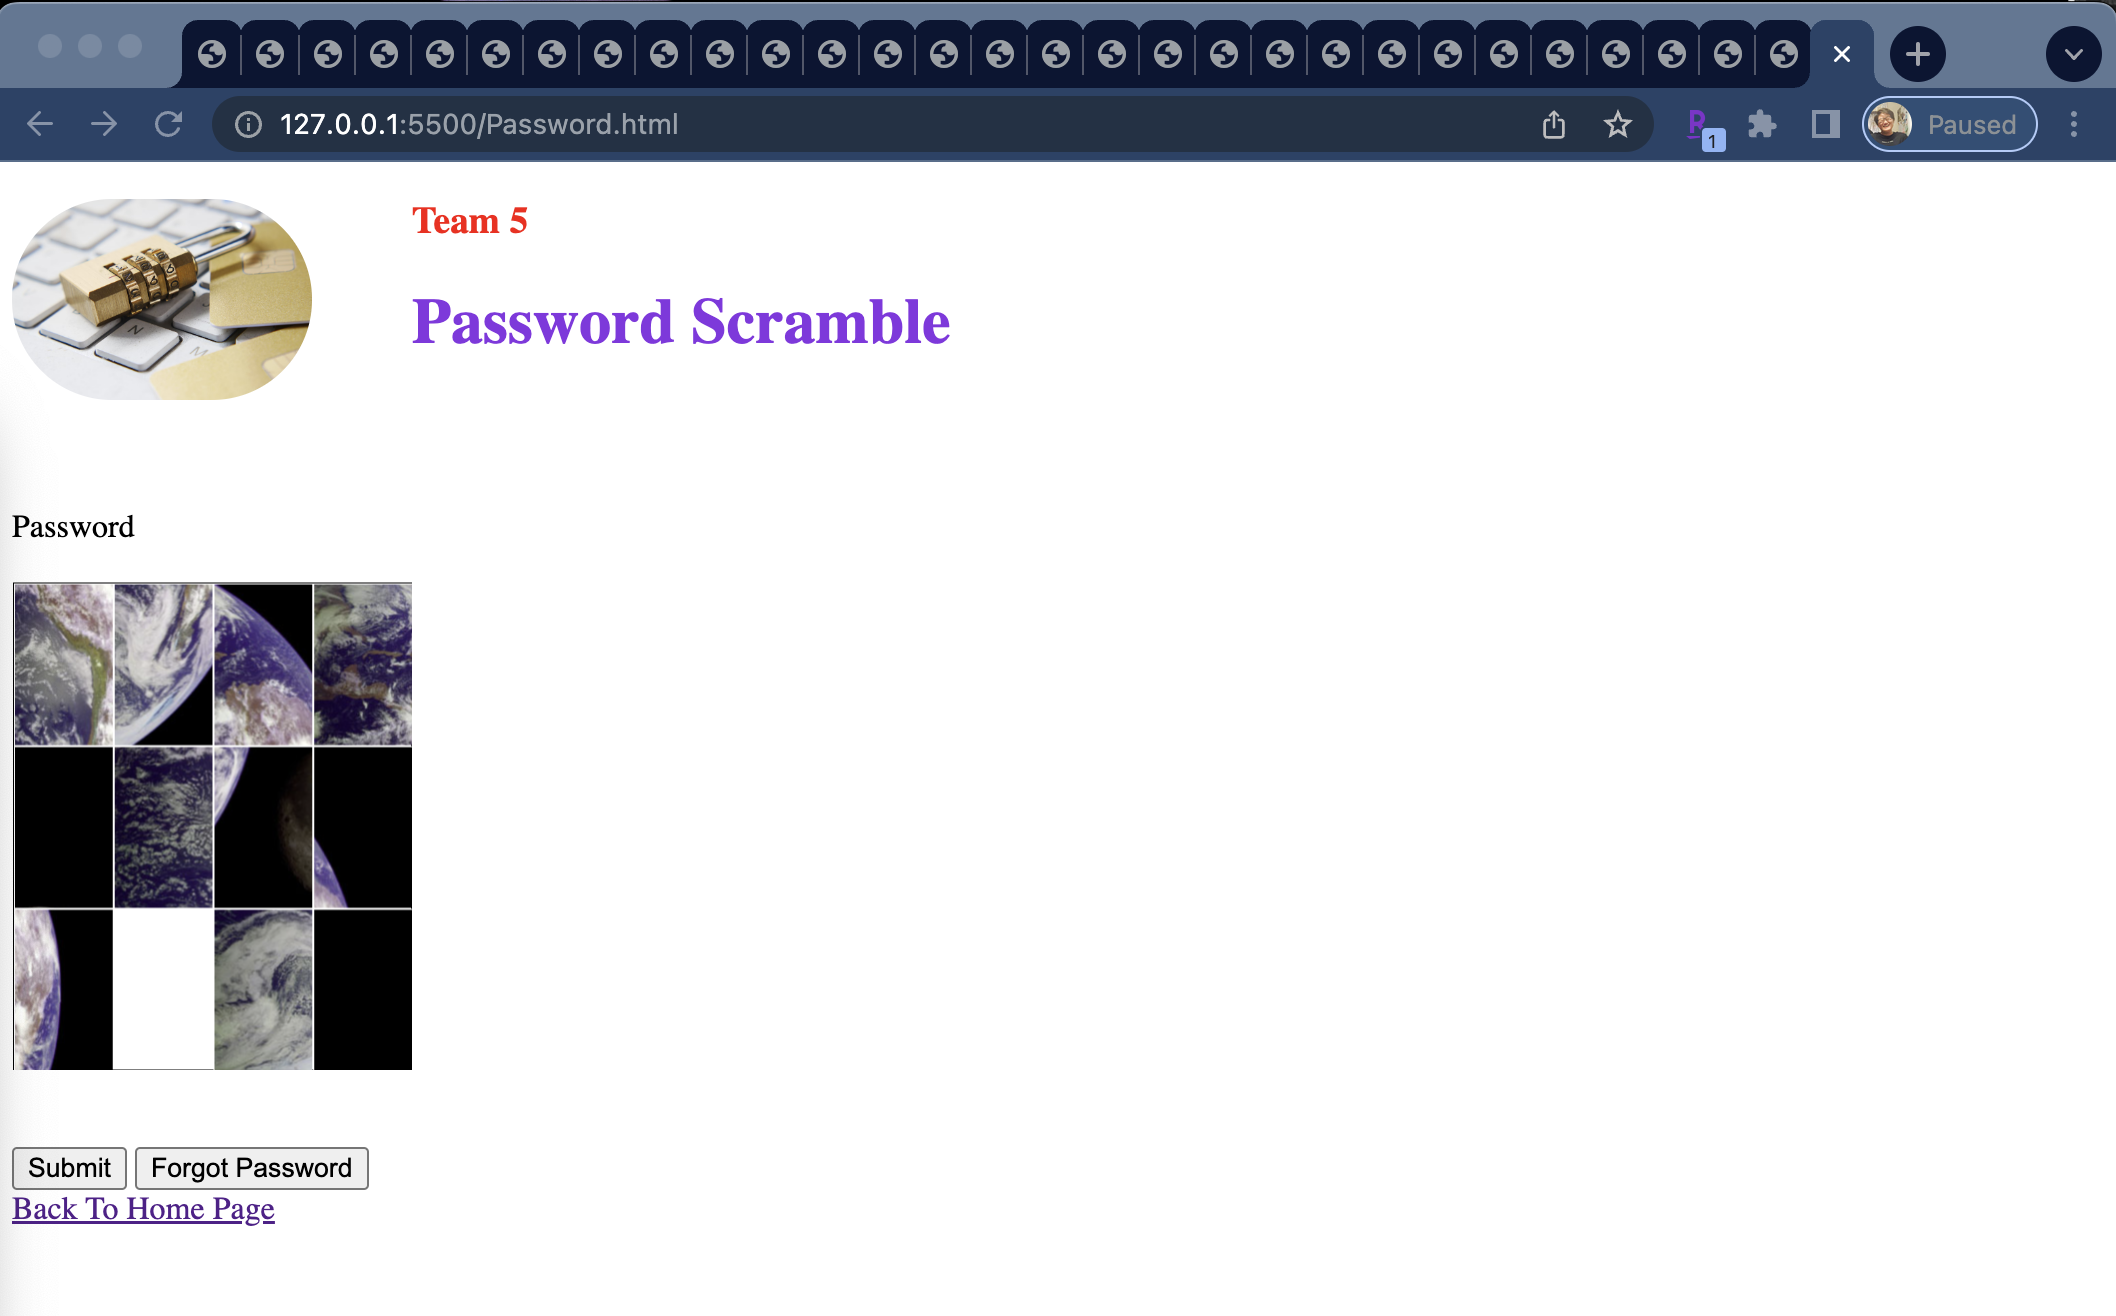 127.0.0.1:5500/Password.html
1
Paused
Team 5
Password Scramble
Password
Submit
Forgot Password
Back To Home Page